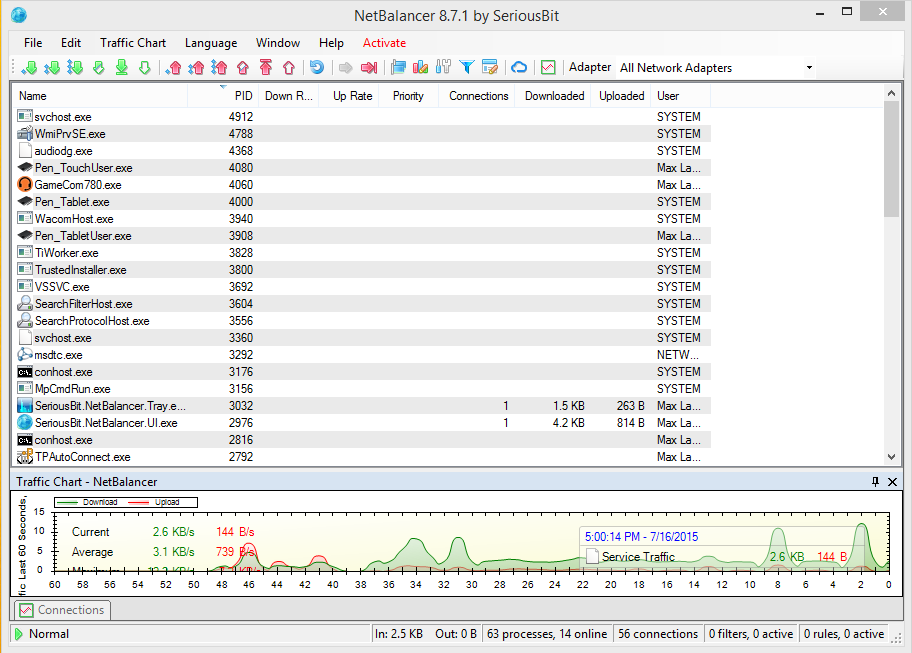 NetBalancer 8.7.1 by SeriousBit
File Edit Traffic Chart Language Window Help Activate
Adapter All Network Adapters
Name PID Down R... Up Rate Priority Connections Downloaded Uploaded User
svchost.exe 4912 SYSTEM
WmiPrvSE.exe 4788 SYSTEM
audiodg.exe 4368 SYSTEM
Pen_TouchUser.exe 4080 Max La...
GameCom780.exe 4060 Max La...
Pen_Tablet.exe 4000 SYSTEM
WacomHost.exe 3940 SYSTEM
Pen_TabletUser.exe 3908 Max La...
TiWorker.exe 3828 SYSTEM
TrustedInstaller.exe 3800 SYSTEM
VSSVC.exe 3692 SYSTEM
SearchFilterHost.exe 3604 SYSTEM
SearchProtocolHost.exe 3556 SYSTEM
svchost.exe 3360 SYSTEM
msdtc.exe 3292 NETW...
conhost.exe 3176 SYSTEM
MpCmdRun.exe 3156 SYSTEM
SeriousBit.NetBalancer.Tray.e... 3032 1 1.5 KB 263 B Max La...
SeriousBit.NetBalancer.UI.exe 2976 1 4.2 KB 814 B Max La...
conhost.exe 2816 Max La...
TPAutoConnect.exe 2792 Max La...
Traffic Chart - NetBalancer
Download Upload
fic Last 60 Seconds,
15
10
5
0
Current 2.6 KB/s 144 B/s
Average 3.1 KB/s 739 B/s
5:00:14 PM - 7/16/2015
Service Traffic 2.6 KB 144 B
60 58 56 54 52 50 48 46 44 42 40 38 36 34 32 30 28 26 24 22 20 18 16 14 12 10 8 6 4 2 0
Connections
Normal In: 2.5 KB Out: 0 B 63 processes, 14 online 56 connections 0 filters, 0 active 0 rules, 0 active